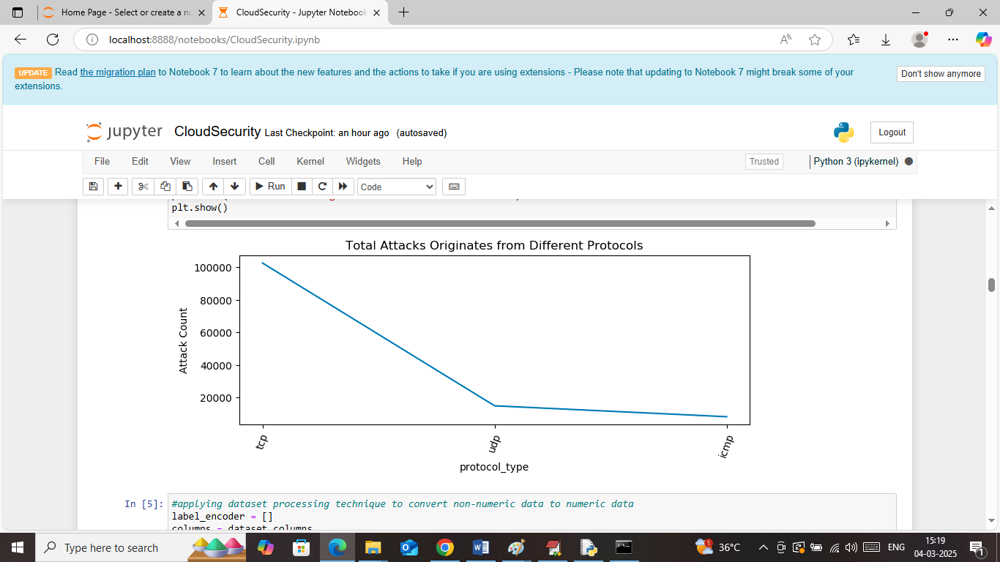 Home Page - Select or create a no
CloudSecurity - Jupyter Notebook
localhost:8888/notebooks/CloudSecurity.ipynb
UPDATE Read the migration plan to Notebook 7 to learn about the new features and the actions to take if you are using extensions - Please note that updating to Notebook 7 might break some of your
extensions.
Don't show anymore
jupyter CloudSecurity Last Checkpoint: an hour ago (autosaved)
Logout
File Edit View Insert Cell Kernel Widgets Help
Trusted
Python 3 (ipykernel)
Run
Code
plt.show()
Total Attacks Originates from Different Protocols
Attack Count
100000
80000
60000
40000
20000
tcp
udp
icmp
protocol_type
In [5]:
#applying dataset processing technique to convert non-numeric data to numeric data
label_encoder = []
columns = dataset.columns
Type here to search
1
36°C
ENG
15:19
04-03-2025
1